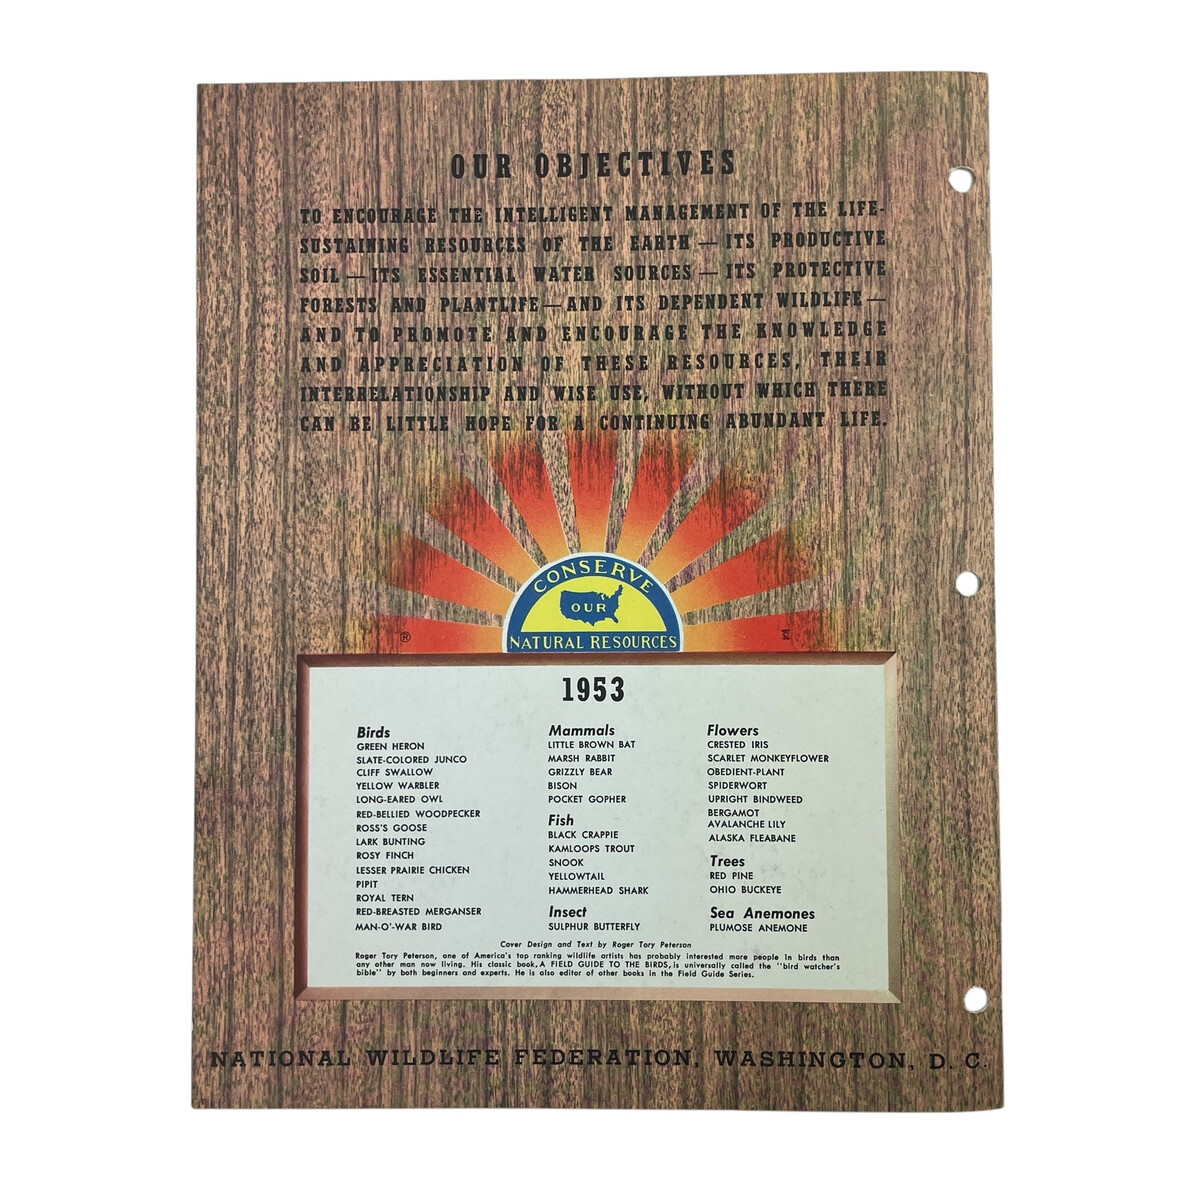 OUR OBJECTIVES
TO ENCOURAGE THE INTELLIGENT MANAGEMENT OF THE LIFE-
SUSTAINING RESOURCES OF THE EARTH — ITS PRODUCTIVE
SOIL — ITS ESSENTIAL WATER SOURCES — ITS PROTECTIVE
FORESTS AND PLANTLIFE — AND ITS DEPENDENT WILDLIFE —
AND TO PROMOTE AND ENCOURAGE THE KNOWLEDGE
AND APPRECIATION OF THESE RESOURCES, THEIR
INTERRELATIONSHIP AND WISE USE, WITHOUT WHICH THERE
CAN BE LITTLE HOPE FOR A CONTINUING ABUNDANT LIFE.
CONSERVE
OUR
NATURAL RESOURCES
®
1953
Birds
GREEN HERON
SLATE-COLORED JUNCO
CLIFF SWALLOW
YELLOW WARBLER
LONG-EARED OWL
RED-BELLIED WOODPECKER
ROSS'S GOOSE
LARK BUNTING
ROSY FINCH
LESSER PRAIRIE CHICKEN
PIPIT
ROYAL TERN
RED-BREASTED MERGANSER
MAN-O'-WAR BIRD
Mammals
LITTLE BROWN BAT
MARSH RABBIT
GRIZZLY BEAR
BISON
POCKET GOPHER
Fish
BLACK CRAPPIE
KAMLOOPS TROUT
SNOOK
YELLOWTAIL
HAMMERHEAD SHARK
Insect
SULPHUR BUTTERFLY
Flowers
CRESTED IRIS
SCARLET MONKEYFLOWER
OBEDIENT-PLANT
SPIDERWORT
UPRIGHT BINDWEED
BERGAMOT
AVALANCHE LILY
ALASKA FLEABANE
Trees
RED PINE
OHIO BUCKEYE
Sea Anemones
PLUMOSE ANEMONE
Cover Design and Text by Roger Tory Peterson
Roger Tory Peterson, one of America's top ranking wildlife artists has probably interested more people in birds than
any other man now living. His classic book, A FIELD GUIDE TO THE BIRDS, is universally called the "bird watcher's
bible" by both beginners and experts. He is also editor of other books in the Field Guide Series.
NATIONAL WILDLIFE FEDERATION, WASHINGTON, D. C.